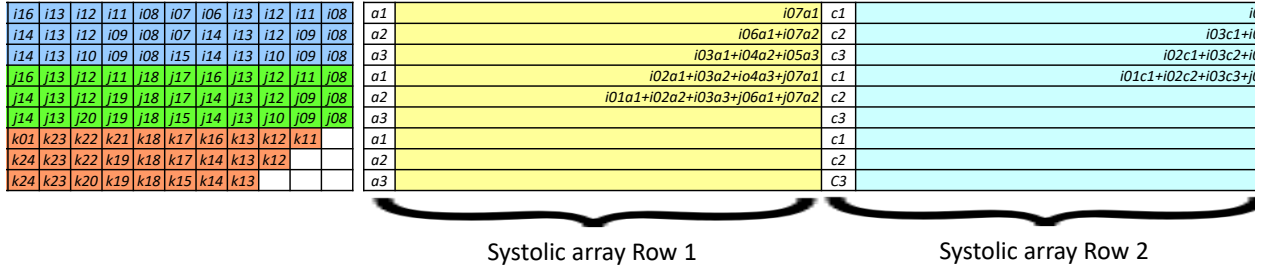 i16 i13 i12 i11 i08 i07 i06 i13 i12 i11 i08 a1 i07a1 c1
i14 i13 i12 i09 i08 i07 i14 i13 i12 i09 i08 a2 i06a1+i07a2 c2 i03c1+i
i14 i13 i10 i09 i08 i15 i14 i13 i10 i09 i08 a3 i03a1+i04a2+i05a3 c3 i02c1+i03c2+i
j16 j13 j12 j11 j18 j17 j16 j13 j12 j11 j08 a1 i02a1+i03a2+io4a3+j07a1 c1 i01c1+i02c2+i03c3+j
j14 j13 j12 j19 j18 j17 j14 j13 j12 j09 j08 a2 i01a1+i02a2+i03a3+j06a1+j07a2 c2
j14 j13 j20 j19 j18 j15 j14 j13 j10 j09 j08 a3 c3
k01 k23 k22 k21 k18 k17 k16 k13 k12 k11 a1 c1
k24 k23 k22 k19 k18 k17 k14 k13 k12 a2 c2
k24 k23 k20 k19 k18 k15 k14 k13 a3 C3
Systolic array Row 1 Systolic array Row 2